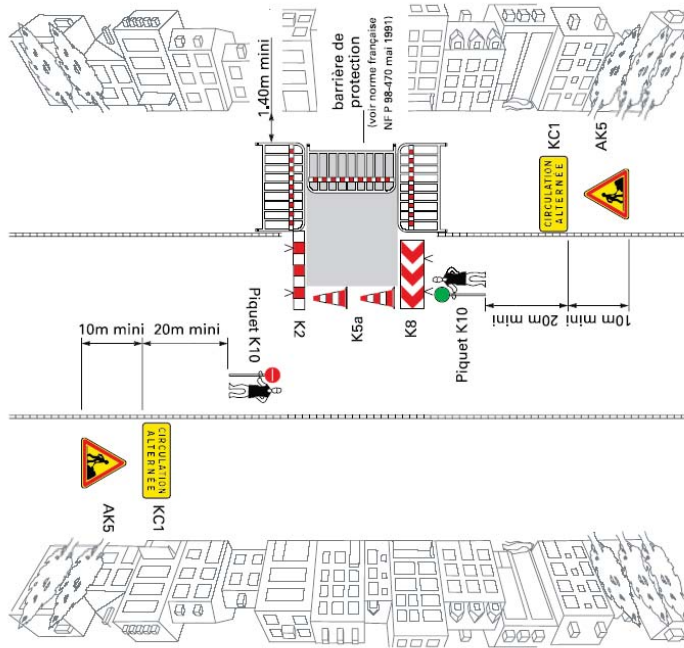 1.40m mini
barrière de
protection
(voir norme française
NF P 98-470 mai 1991)
KC1
AK5
CIRCULATION
ALTERNÉE
10m mini
20m mini
Piquet K10
K2
K5a
K8
Piquet K10
20m mini
10m mini
CIRCULATION
ALTERNÉE
AK5
KC1